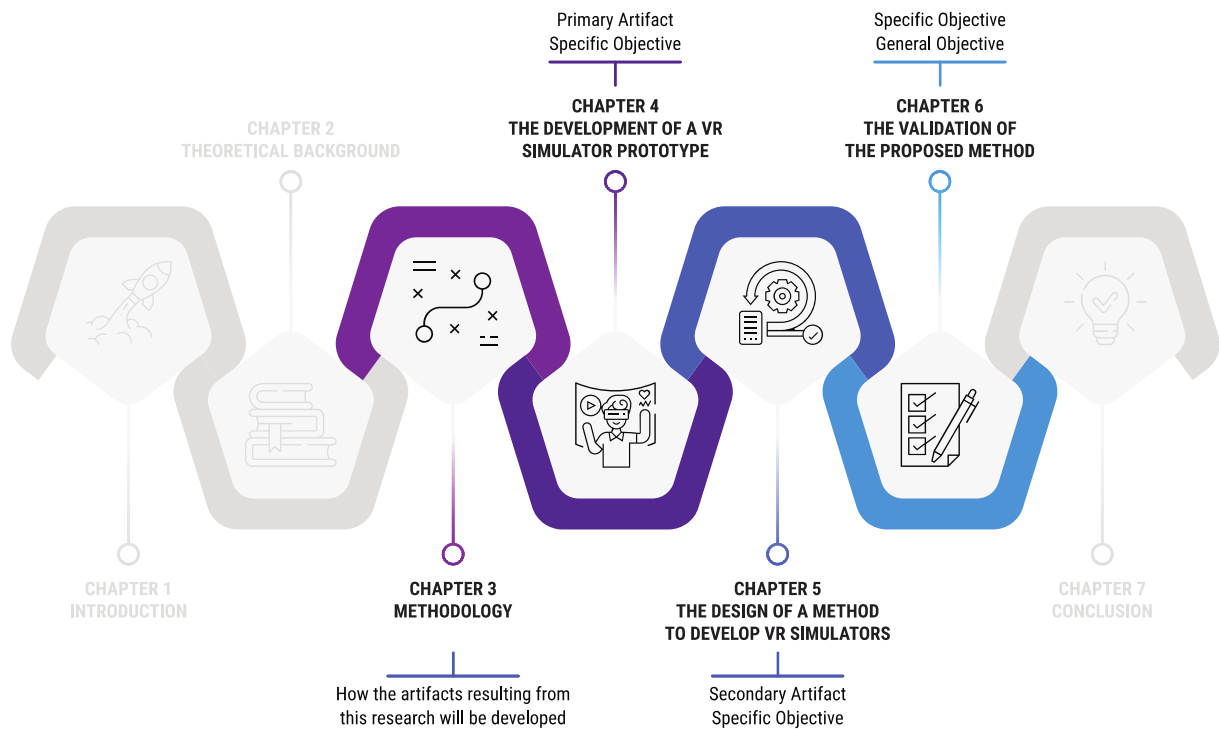 Primary Artifact
Specific Objective
Specific Objective
General Objective
CHAPTER 4
THE DEVELOPMENT OF A VR
SIMULATOR PROTOTYPE
CHAPTER 6
THE VALIDATION OF
THE PROPOSED METHOD
CHAPTER 2
THEORETICAL BACKGROUND
CHAPTER 1
INTRODUCTION
CHAPTER 3
METHODOLOGY
CHAPTER 5
THE DESIGN OF A METHOD
TO DEVELOP VR SIMULATORS
CHAPTER 7
CONCLUSION
How the artifacts resulting from
this research will be developed
Secondary Artifact
Specific Objective